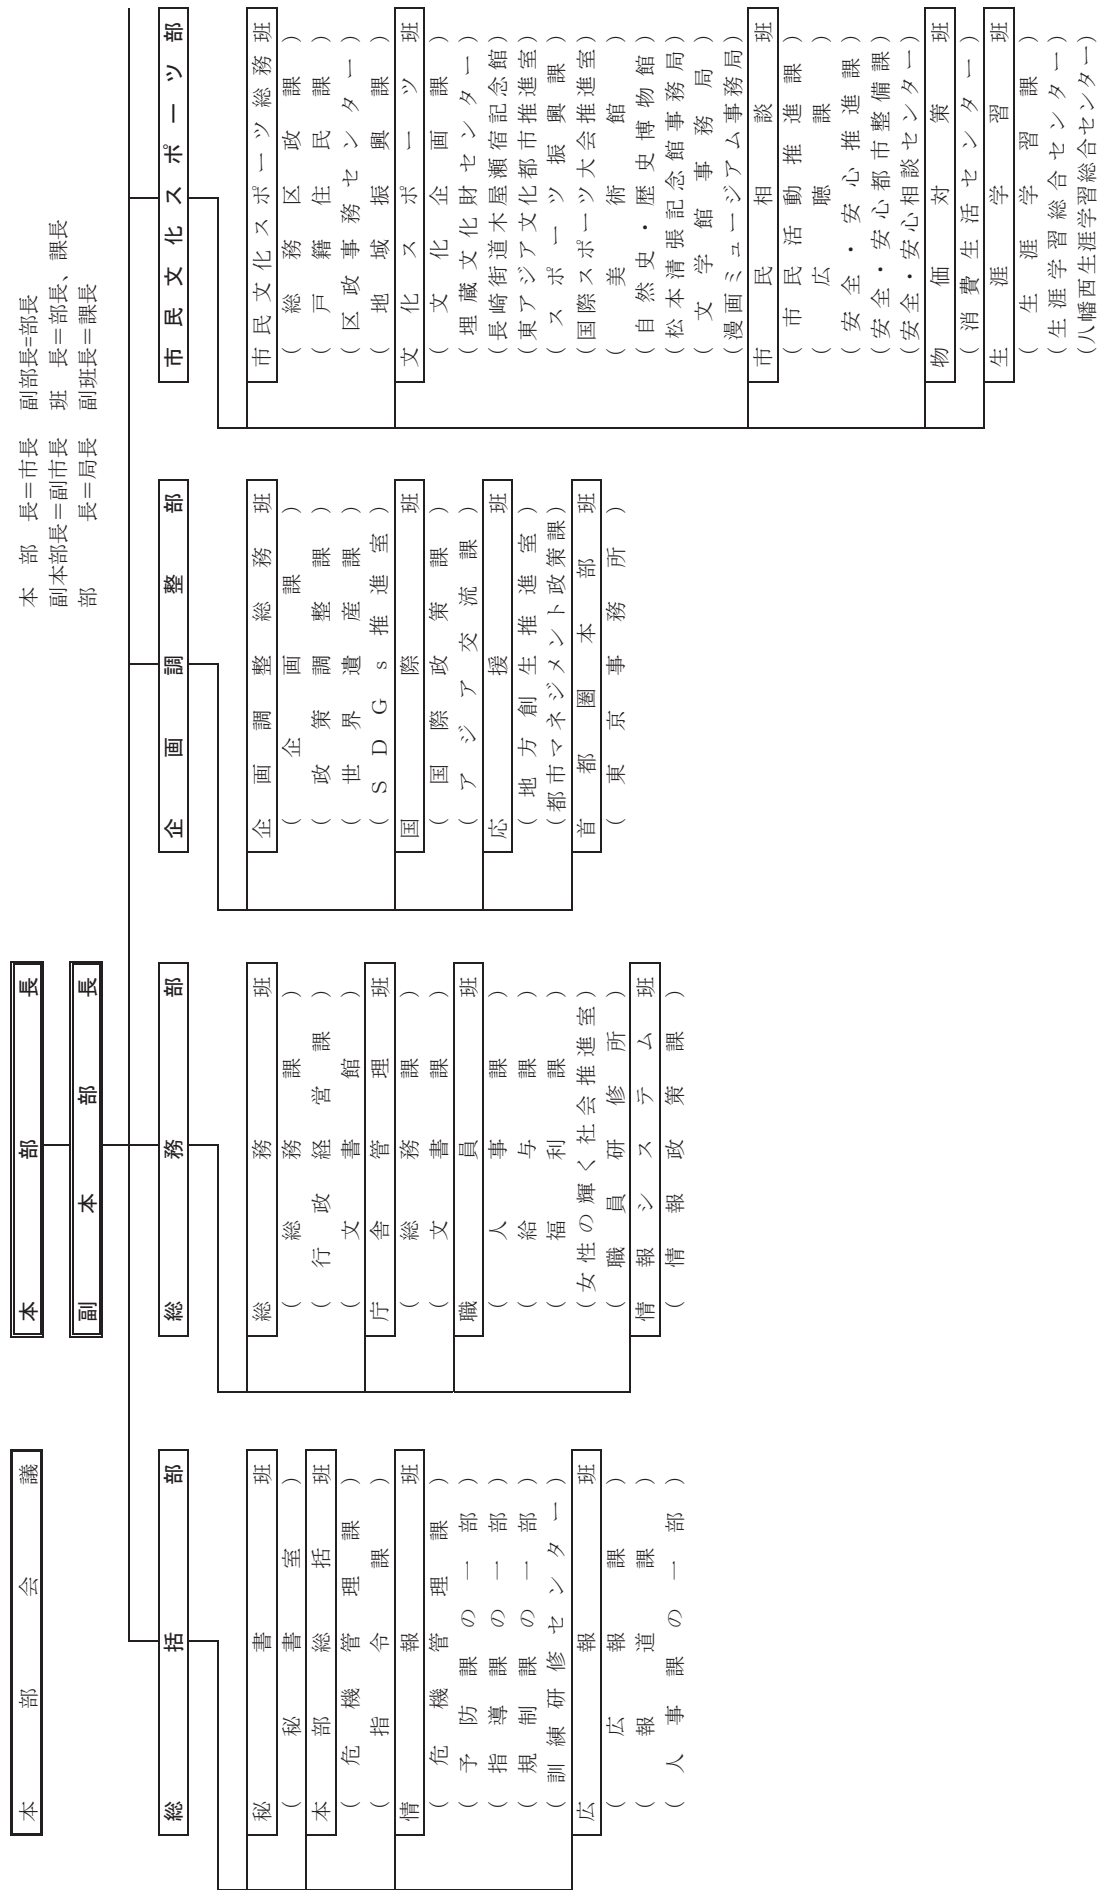 本部長＝市長　副部長=部長
副本部長＝副市長　班長＝部長、課長
部長＝局長　副班長＝課長
本部会議
本部長
副本部長
総括部
秘書班
（秘書室）
本部総括班
（危機管理課）
（指令課）
情報班
（危機管理課）
（予防課の一部）
（指導課の一部）
（規制課の一部）
（訓練研修センター）
広報班
（広報課）
（報道課）
（人事課の一部）
総務部
総務班
（総務課）
（行政経営課）
（文書館）
庁舎管理班
（総務課）
（文書課）
職員班
（人事課）
（給与課）
（福利課）
（女性の輝く社会推進室）
（職員研修所）
情報システム班
（情報政策課）
企画調整部
企画調整総務班
（企画課）
（政策調整課）
（世界遺産課）
（SDGs推進室）
国際班
（国際政策課）
（アジア交流課）
応援班
（地方創生推進室）
（都市マネジメント政策課）
首都圏本部班
（東京事務所）
市民文化スポーツ部
市民文化スポーツ総務班
（総務区政課）
（戸籍住民課）
（区政事務センター）
（地域振興課）
文化スポーツ班
（文化企画課）
（埋蔵文化財センター）
（長崎街道木屋瀬宿記念館）
（東アジア文化都市推進室）
（スポーツ振興課）
（国際スポーツ大会推進室）
（美術館）
（自然史・歴史博物館）
（松本清張記念館事務局）
（文学館事務局）
（漫画ミュージアム事務局）
市民相談班
（市民活動推進課）
（広聴課）
（安全・安心推進課）
（安全・安心都市整備課）
（安全・安心相談センター）
物価対策班
（消費生活センター）
生涯学習班
（生涯学習課）
（生涯学習総合センター）
（八幡西生涯学習総合センター）